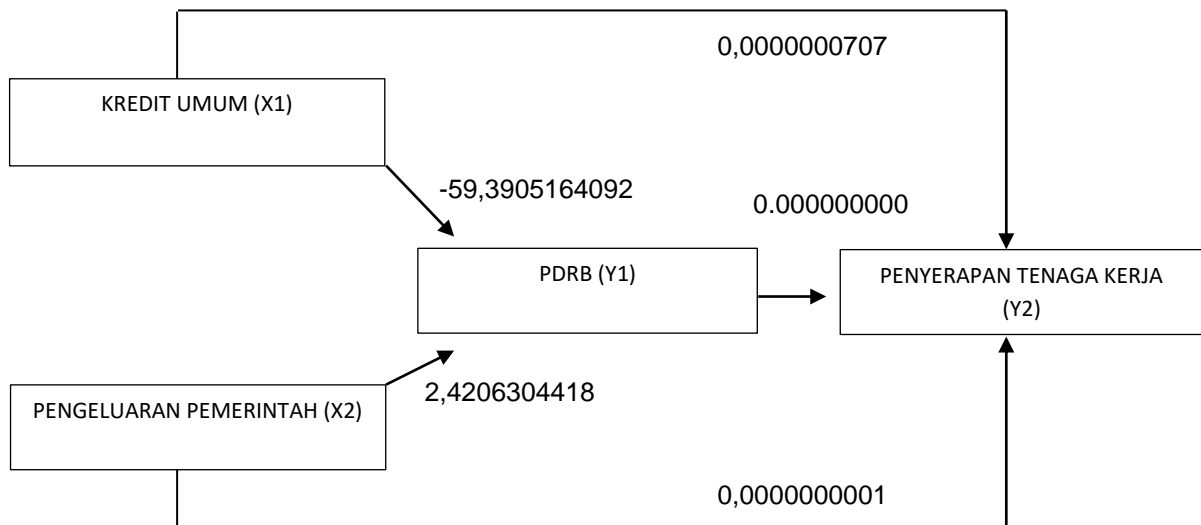 0,0000000707
KREDIT UMUM (X1)
-59,3905164092
0.000000000
PDRB (Y1)
PENYERAPAN TENAGA KERJA
(Y2)
2,4206304418
PENGELUARAN PEMERINTAH (X2)
0,0000000001